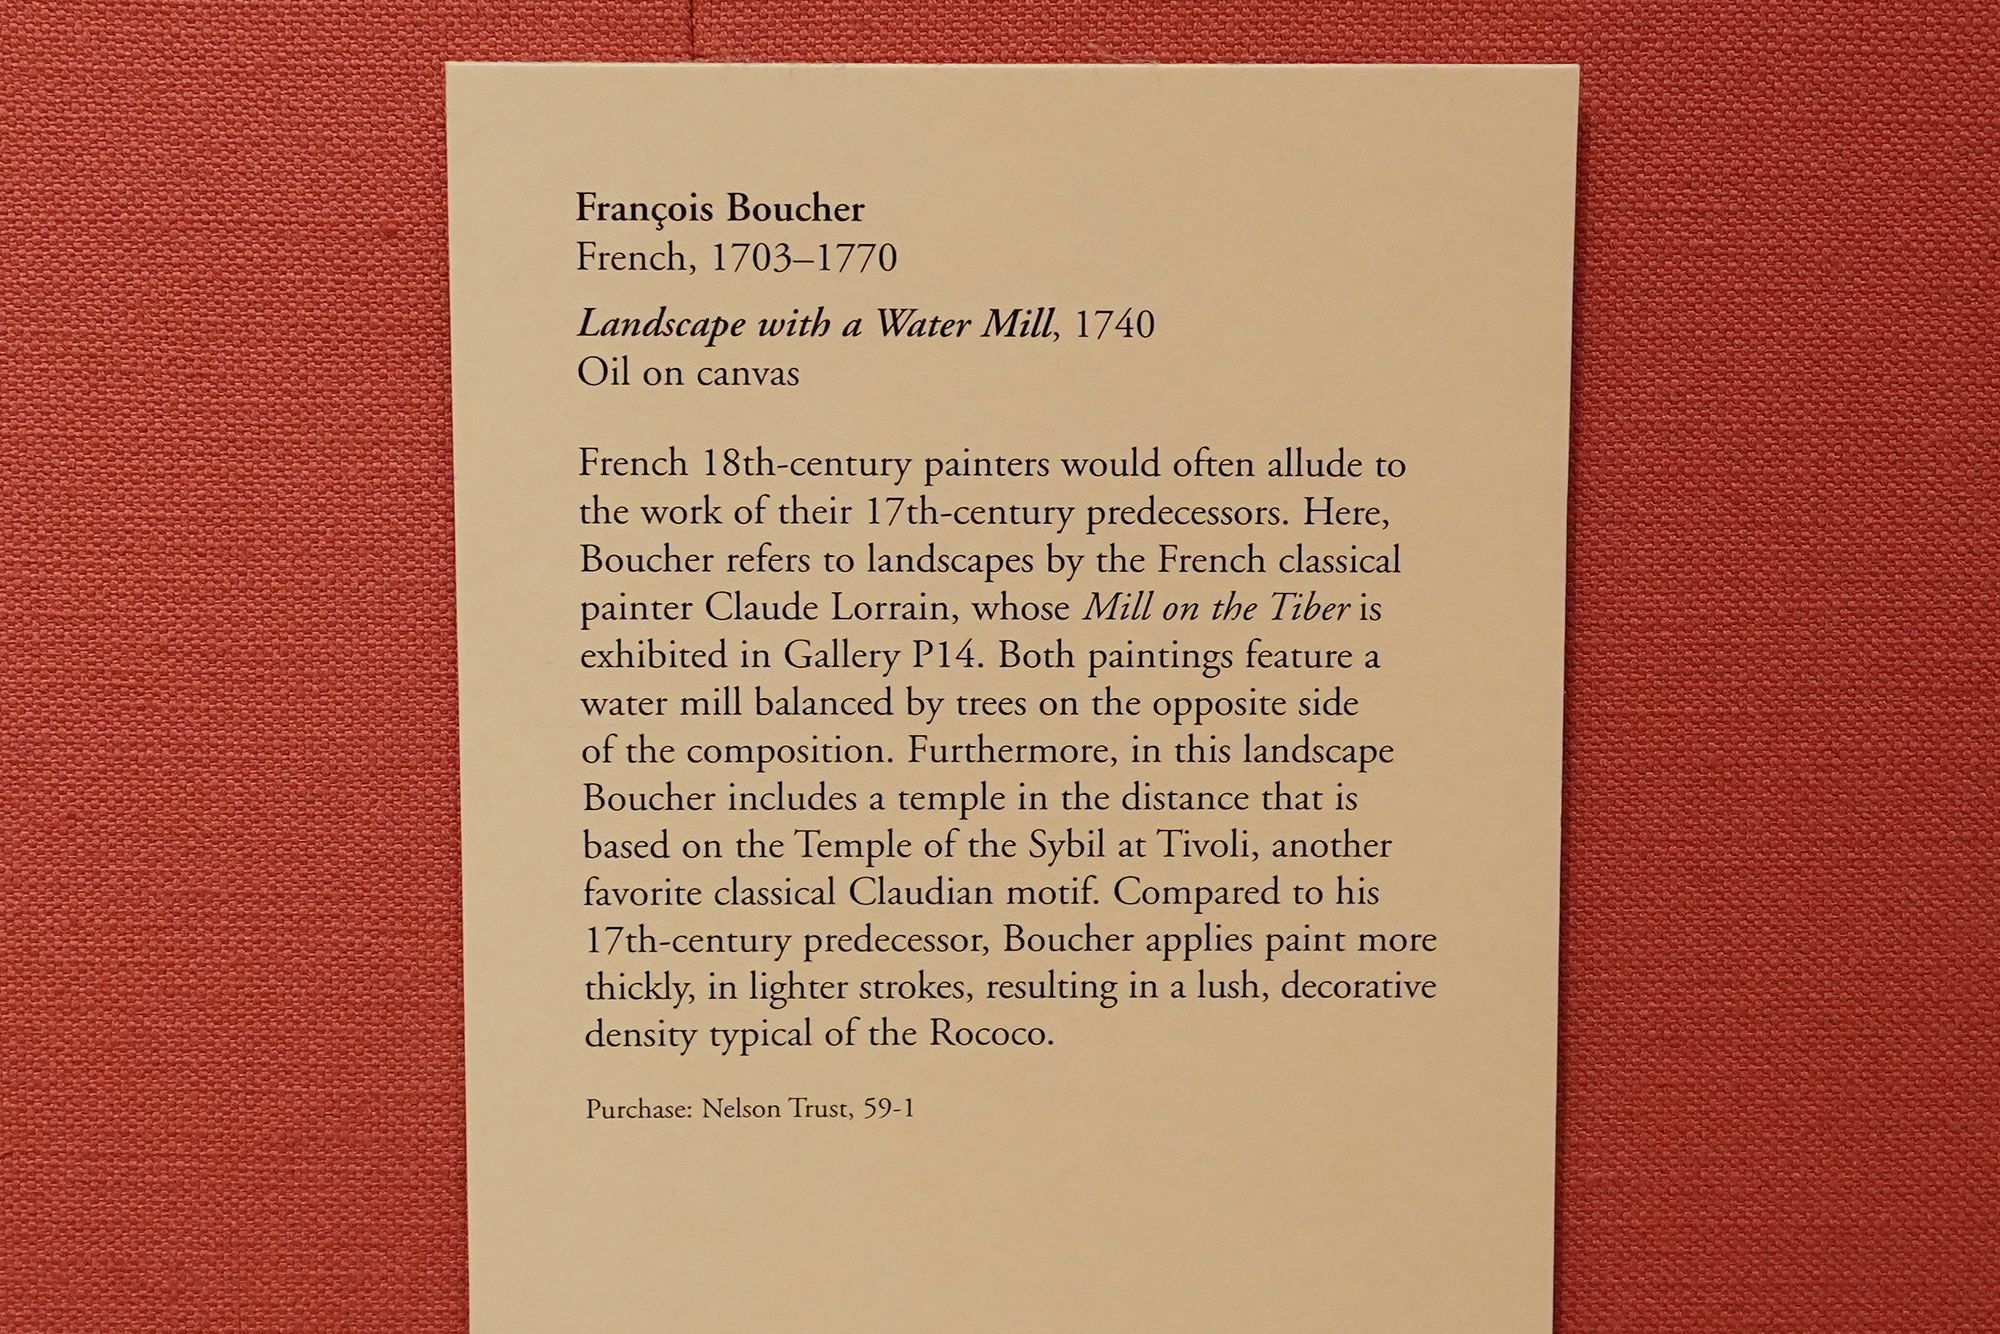 François Boucher
French, 1703–1770
Landscape with a Water Mill, 1740
Oil on canvas
French 18th-century painters would often allude to
the work of their 17th-century predecessors. Here,
Boucher refers to landscapes by the French classical
painter Claude Lorrain, whose Mill on the Tiber is
exhibited in Gallery P14. Both paintings feature a
water mill balanced by trees on the opposite side
of the composition. Furthermore, in this landscape
Boucher includes a temple in the distance that is
based on the Temple of the Sybil at Tivoli, another
favorite classical Claudian motif. Compared to his
17th-century predecessor, Boucher applies paint more
thickly, in lighter strokes, resulting in a lush, decorative
density typical of the Rococo.
Purchase: Nelson Trust, 59-1